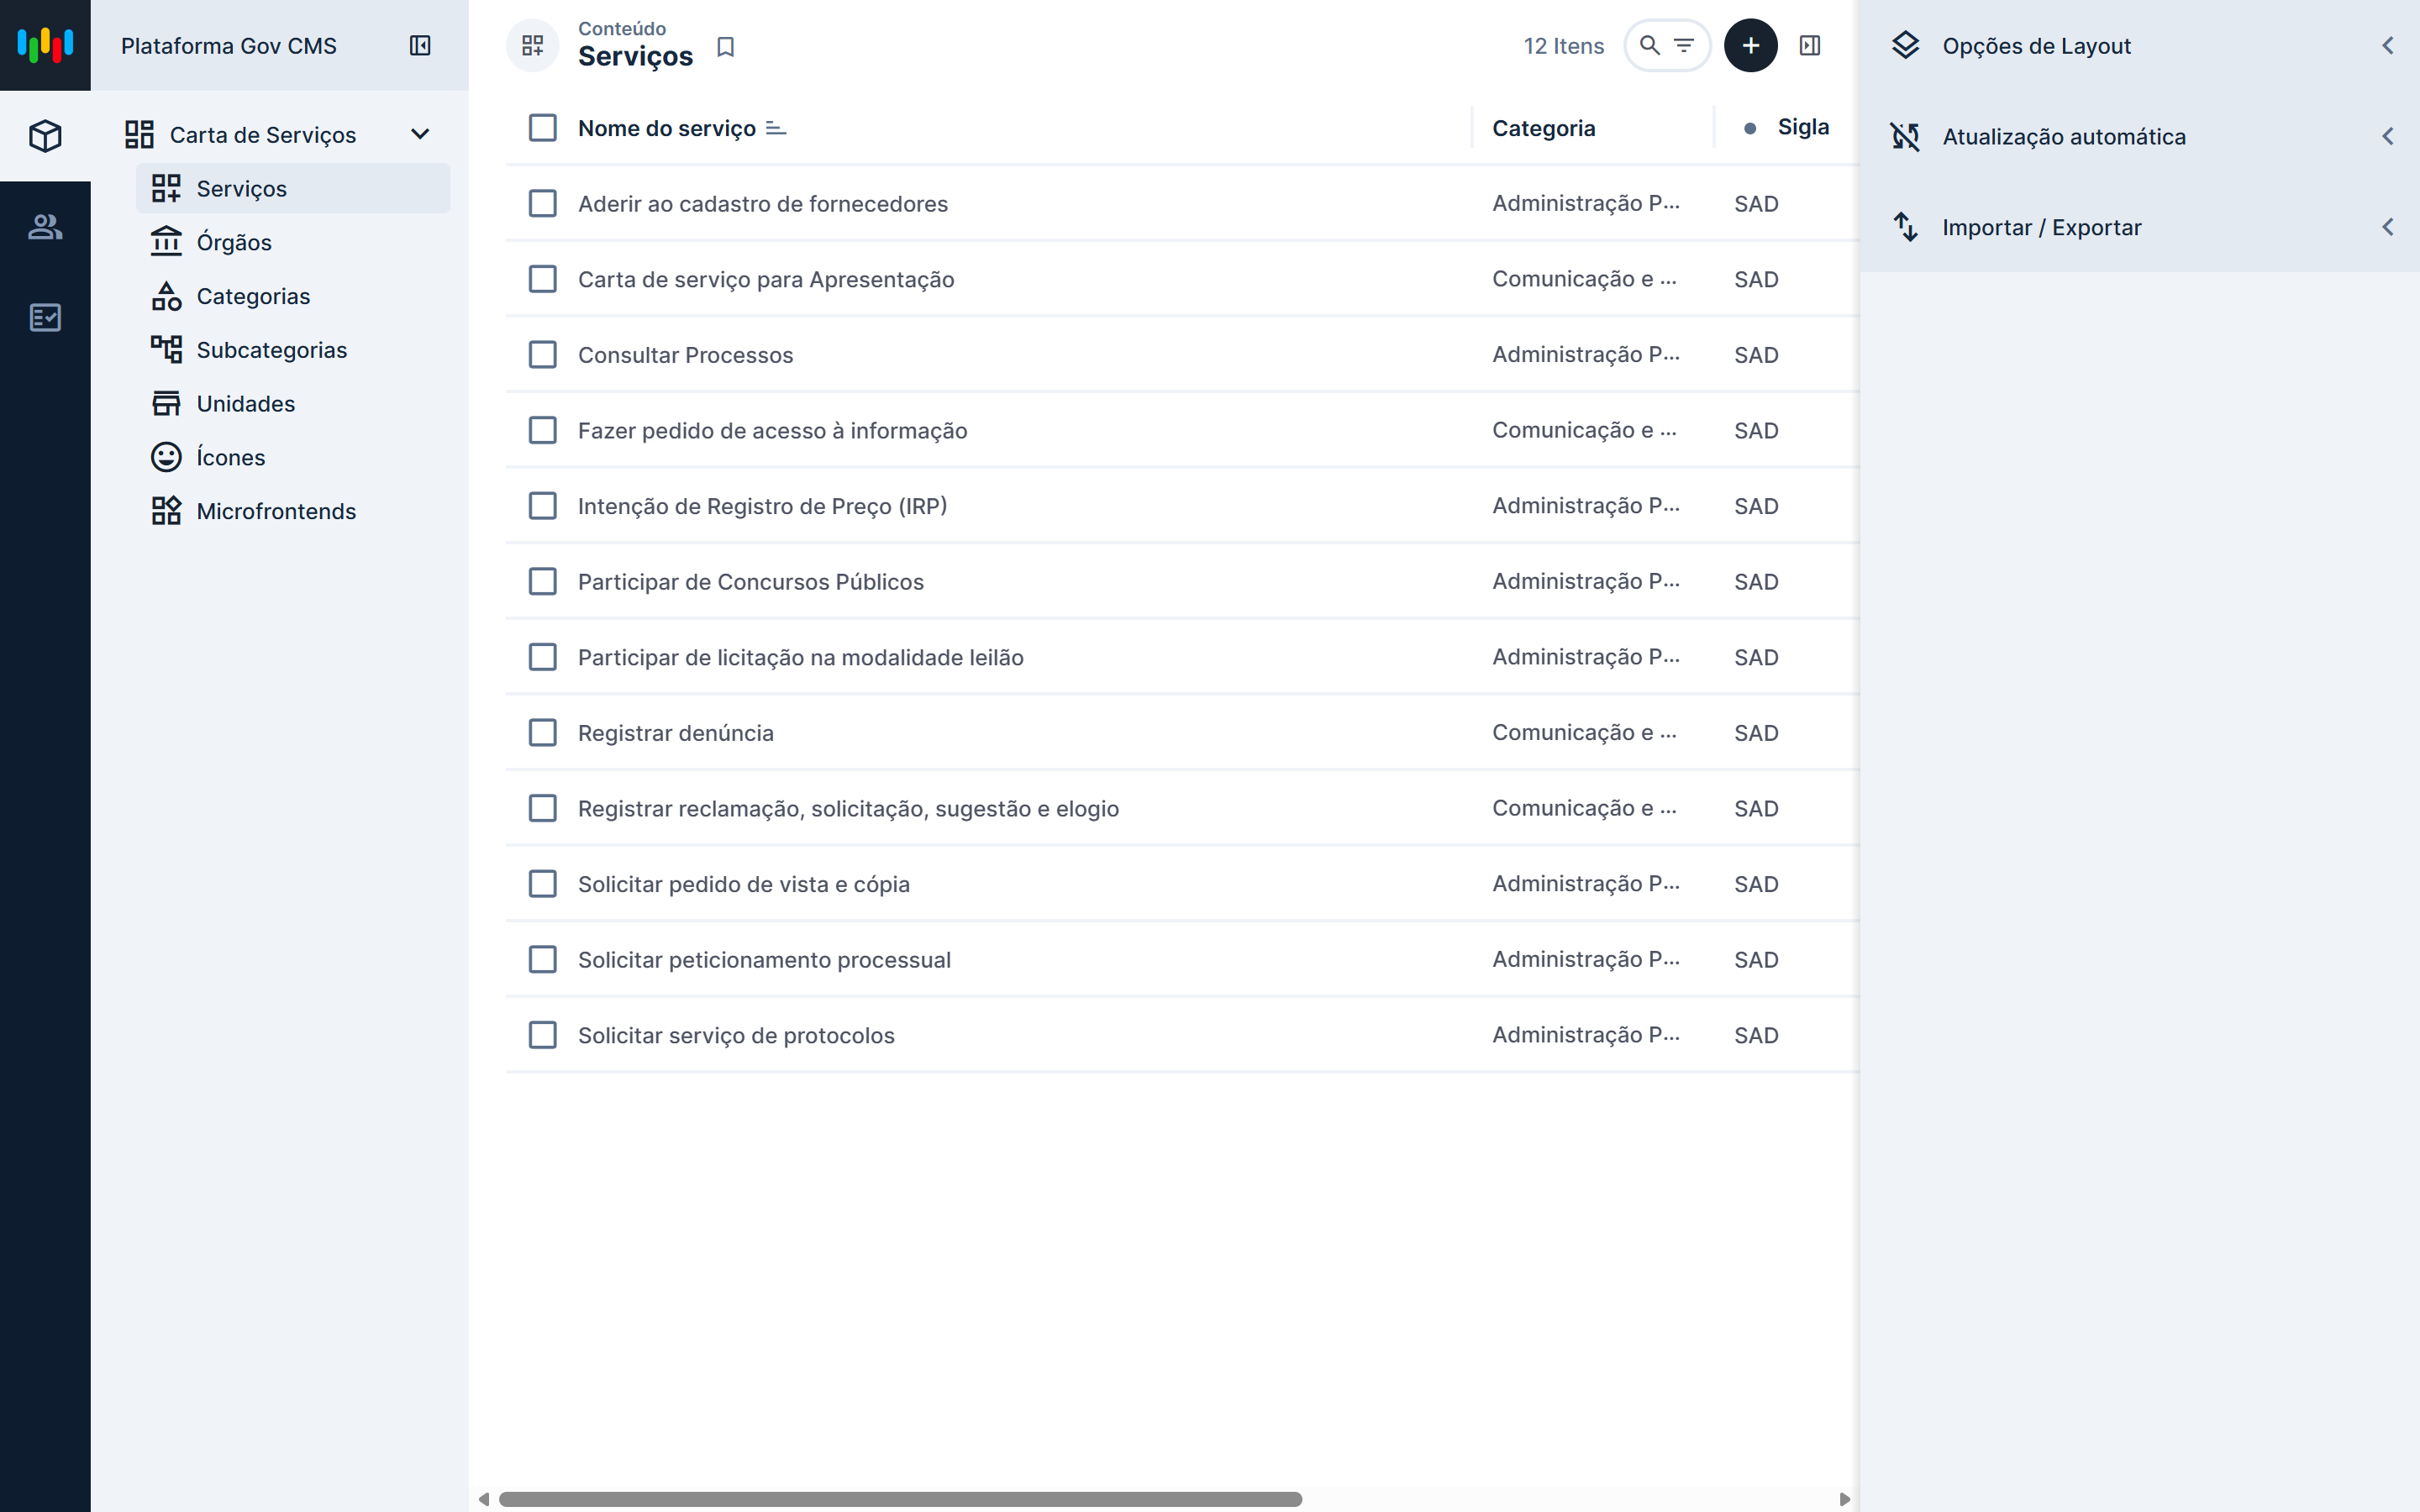 Plataforma Gov CMS
Carta de Serviços
Serviços
Órgãos
Categorias
Subcategorias
Unidades
Ícones
Microfrontends
Conteúdo
Serviços
12 Itens
Nome do serviço Categoria Sigla
Aderir ao cadastro de fornecedores Administração P... SAD
Carta de serviço para Apresentação Comunicação e ... SAD
Consultar Processos Administração P... SAD
Fazer pedido de acesso à informação Comunicação e ... SAD
Intenção de Registro de Preço (IRP) Administração P... SAD
Participar de Concursos Públicos Administração P... SAD
Participar de licitação na modalidade leilão Administração P... SAD
Registrar denúncia Comunicação e ... SAD
Registrar reclamação, solicitação, sugestão e elogio Comunicação e ... SAD
Solicitar pedido de vista e cópia Administração P... SAD
Solicitar peticionamento processual Administração P... SAD
Solicitar serviço de protocolos Administração P... SAD
Opções de Layout
Atualização automática
Importar / Exportar